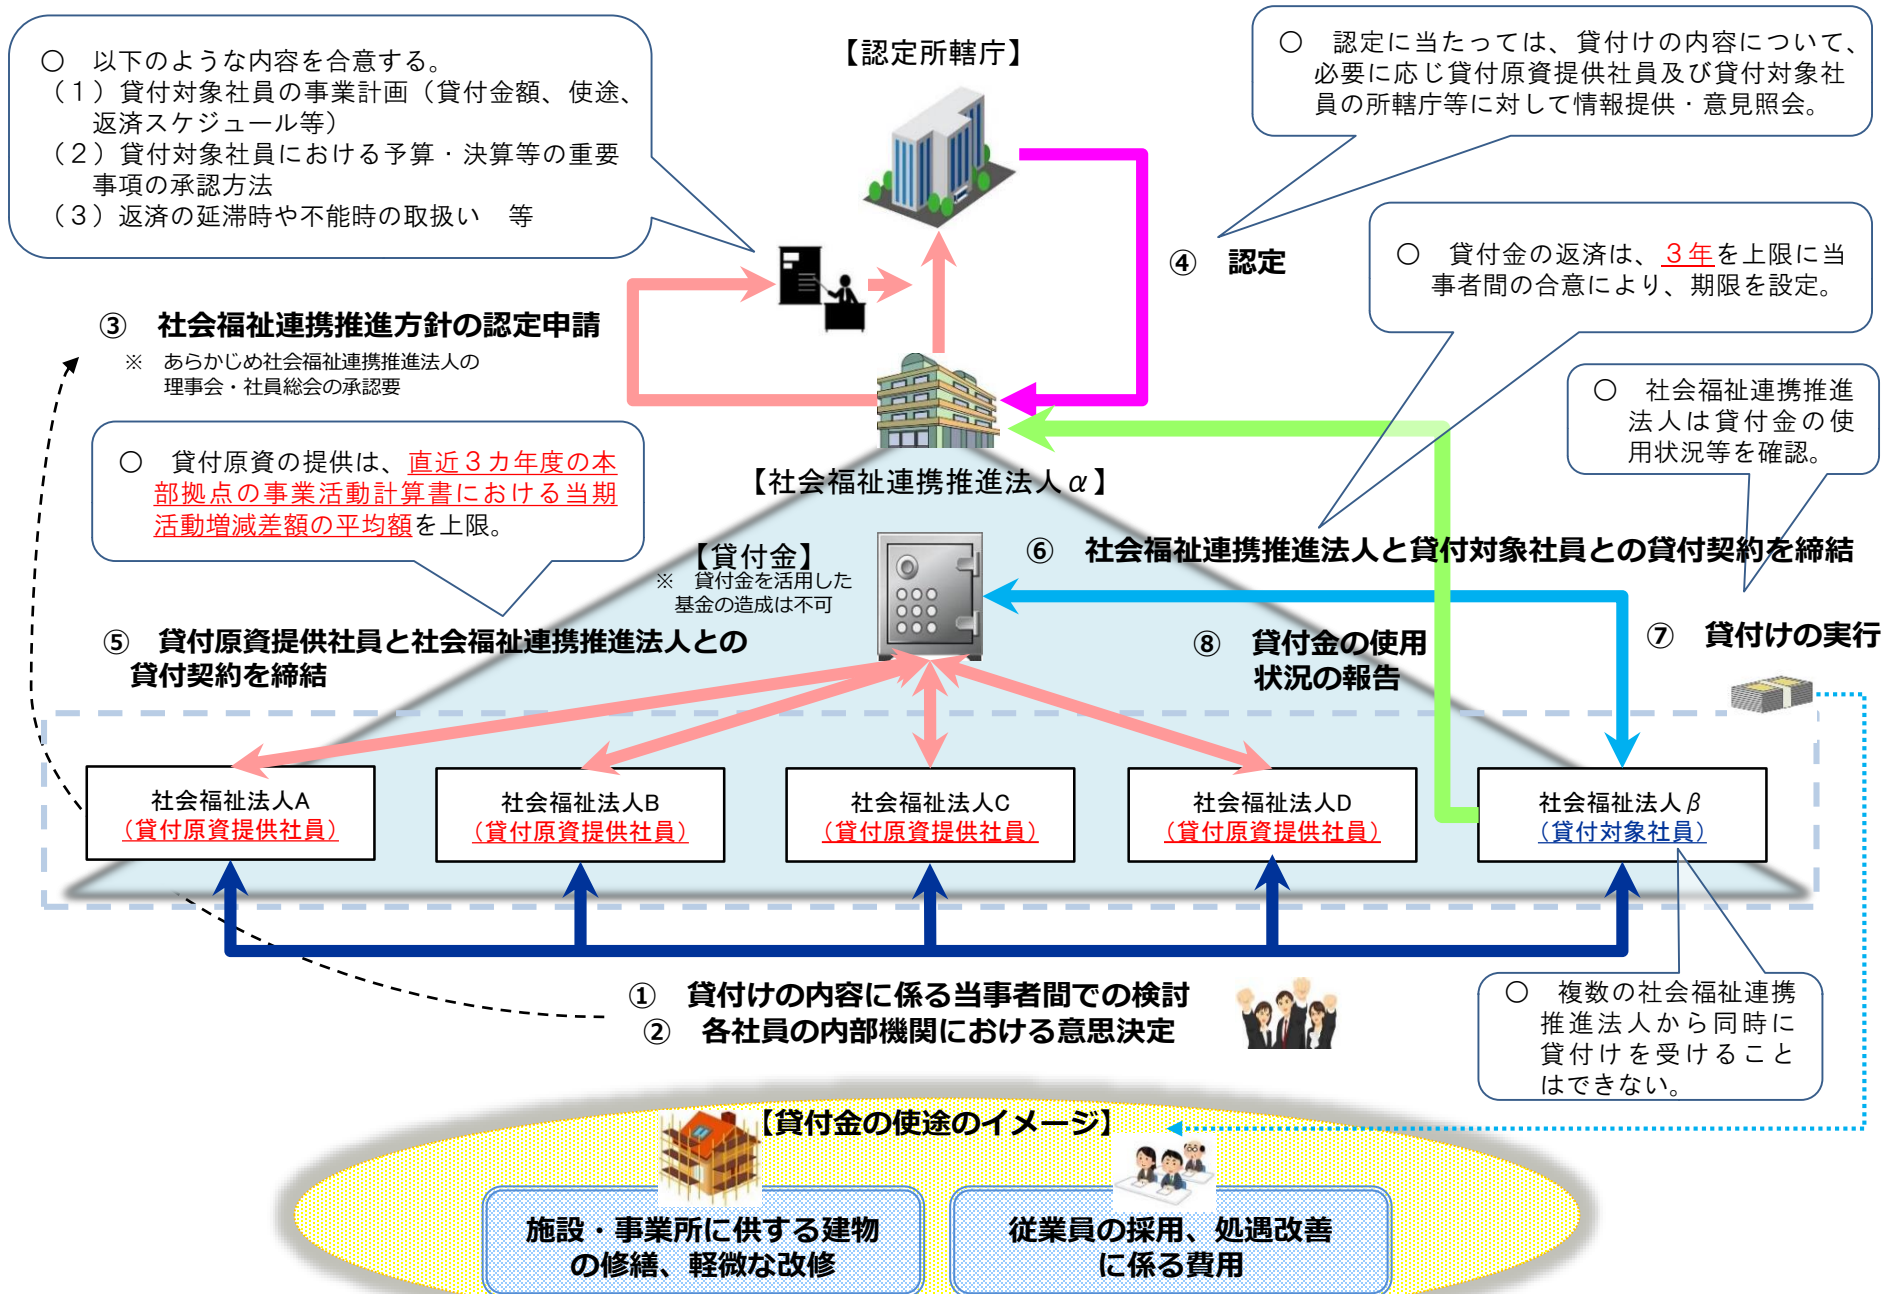 ○　以下のような内容を合意する。
（１）貸付対象社員の事業計画（貸付金額、使途、
返済スケジュール等）
（２）貸付対象社員における予算・決算等の重要
事項の承認方法
（３）返済の延滞時や不能時の取扱い　等
【認定所轄庁】
○　認定に当たっては、貸付けの内容について、
必要に応じ貸付原資提供社員及び貸付対象社
員の所轄庁等に対して情報提供・意見照会。
④　認定
○　貸付金の返済は、３年を上限に当
事者間の合意により、期限を設定。
③　社会福祉連携推進方針の認定申請
※　あらかじめ社会福祉連携推進法人の
理事会・社員総会の承認要
○　社会福祉連携推進
法人は貸付金の使
用状況等を確認。
○　貸付原資の提供は、直近３カ年度の本
部拠点の事業活動計算書における当期
活動増減差額の平均額を上限。
【社会福祉連携推進法人α】
【貸付金】
※　貸付金を活用した
基金の造成は不可
⑥　社会福祉連携推進法人と貸付対象社員との貸付契約を締結
⑤　貸付原資提供社員と社会福祉連携推進法人との
貸付契約を締結
⑧　貸付金の使用
状況の報告
⑦　貸付けの実行
社会福祉法人A
（貸付原資提供社員）
社会福祉法人B
（貸付原資提供社員）
社会福祉法人C
（貸付原資提供社員）
社会福祉法人D
（貸付原資提供社員）
社会福祉法人β
（貸付対象社員）
①　貸付けの内容に係る当事者間での検討
②　各社員の内部機関における意思決定
○　複数の社会福祉連携
推進法人から同時に
貸付けを受けること
はできない。
【貸付金の使途のイメージ】
施設・事業所に供する建物
の修繕、軽微な改修
従業員の採用、処遇改善
に係る費用